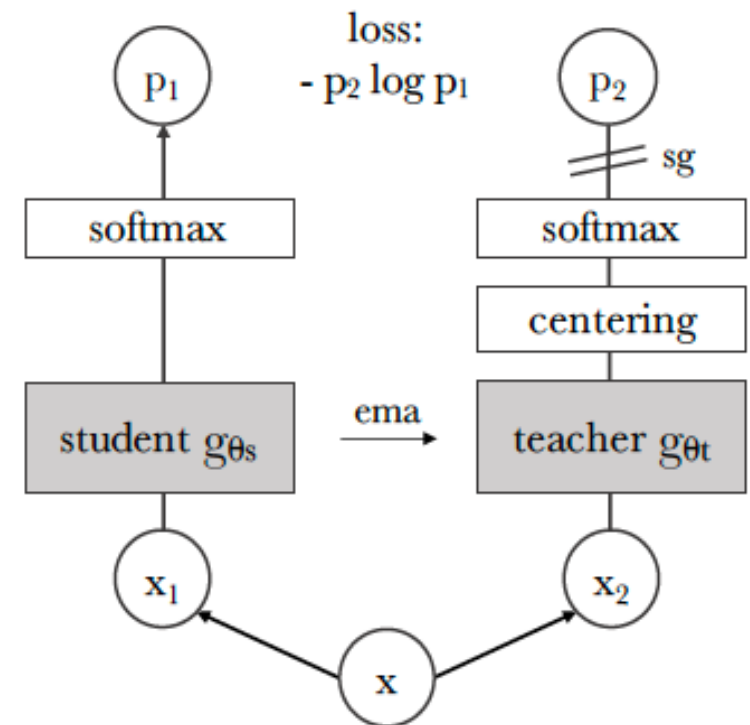 loss:
p₁
- p₂ log p₁
p₂
sg
softmax
softmax
centering
student gθs
ema
teacher gθt
x₁
x₂
x